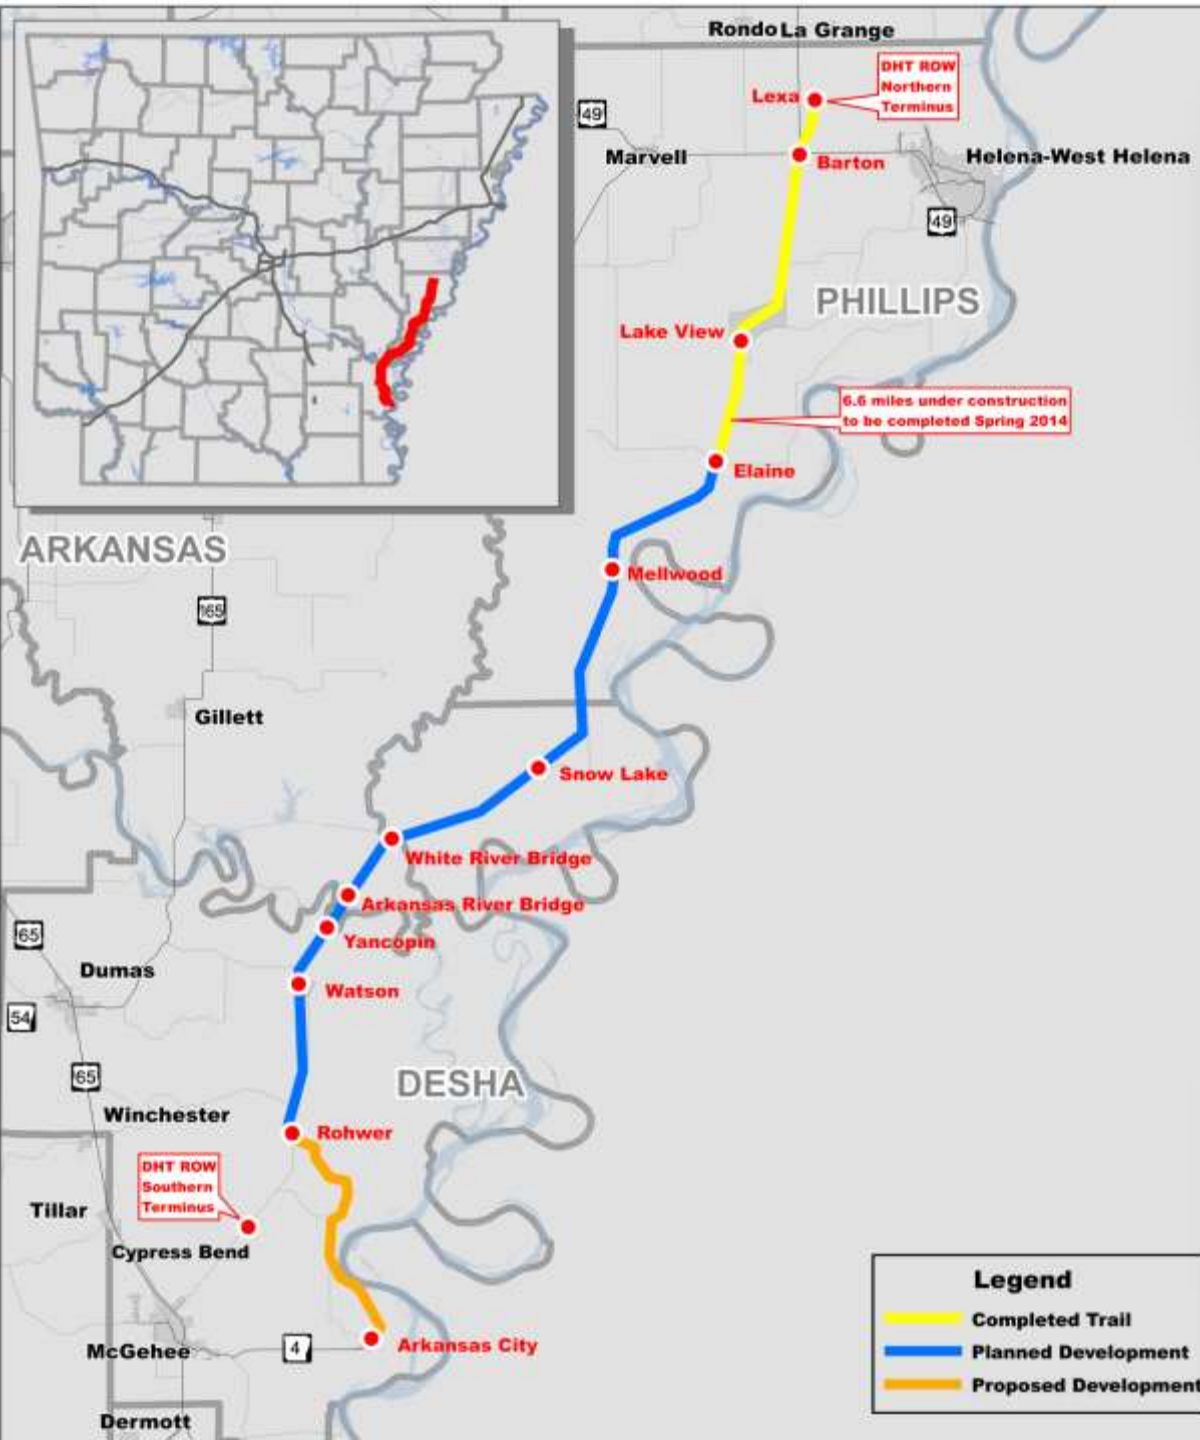 Rondo La Grange
DHT ROW
Northern
Terminus
Lexa
49
Marvell
Barton
Helena-West Helena
49
PHILLIPS
Lake View
6.6 miles under construction
to be completed Spring 2014
Elaine
ARKANSAS
Mellwood
165
Gillett
Snow Lake
White River Bridge
Arkansas River Bridge
65
Yancopin
Dumas
Watson
54
65
DESHA
Winchester
Rohwer
DHT ROW
Southern
Terminus
Tillar
Cypress Bend
McGehee
4
Arkansas City
Dermott
Legend
Completed Trail
Planned Development
Proposed Development